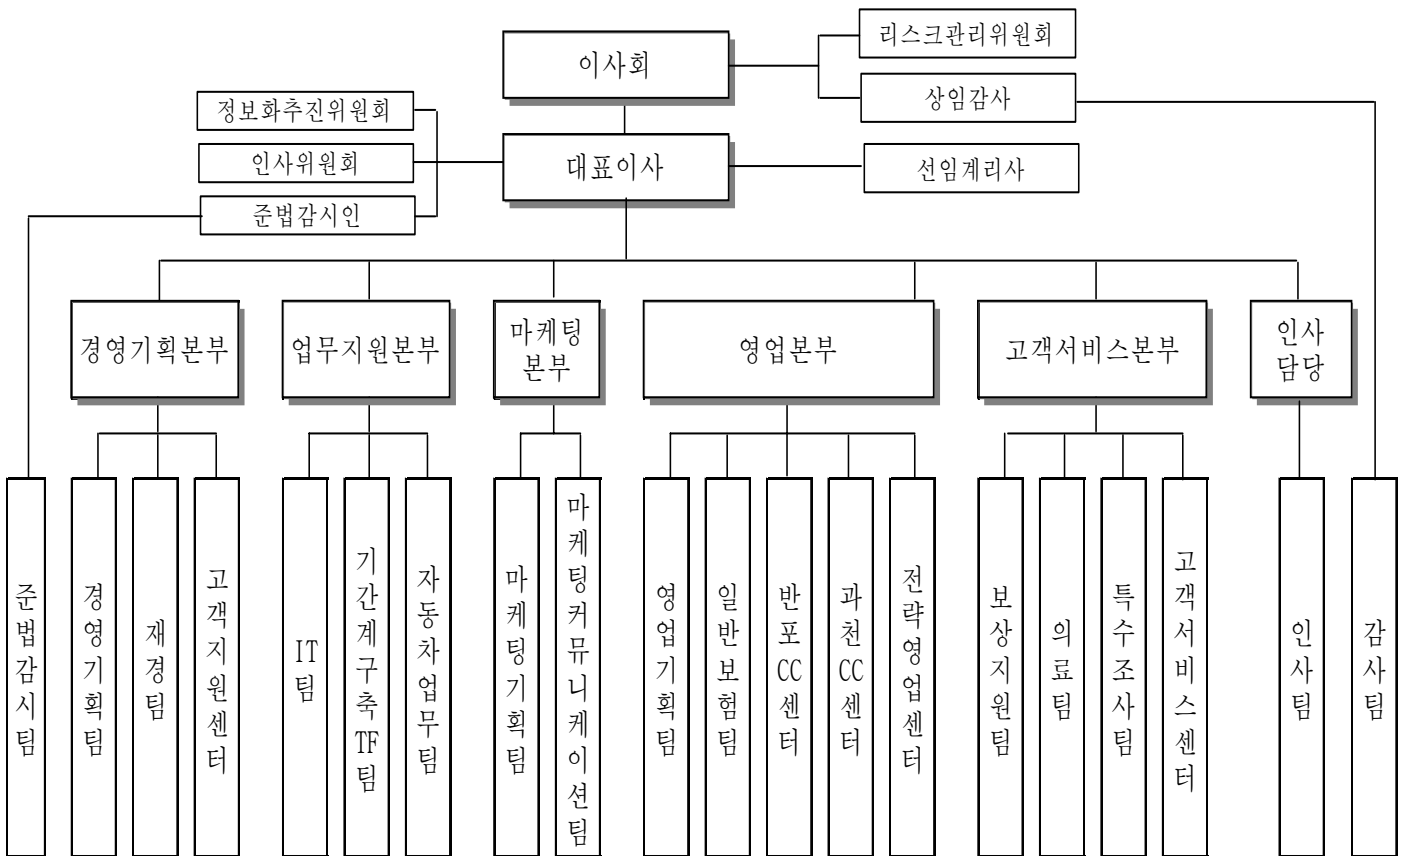 리스크관리위원회
이사회
상임감사
정보화추진위원회
인사위원회
대표이사
선임계리사
준법감시인
경영기획본부
업무지원본부
마케팅
본부
영업본부
고객서비스본부
인사
담당
준법감시팀
경영기획팀
재경팀
고객지원센터
IT팀
기간계구축TF팀
자동차업무팀
마케팅기획팀
마케팅커뮤니케이션팀
영업기획팀
일반보험팀
반포CC센터
과천CC센터
전략영업센터
보상지원팀
의료팀
특수조사팀
고객서비스센터
인사팀
감사팀